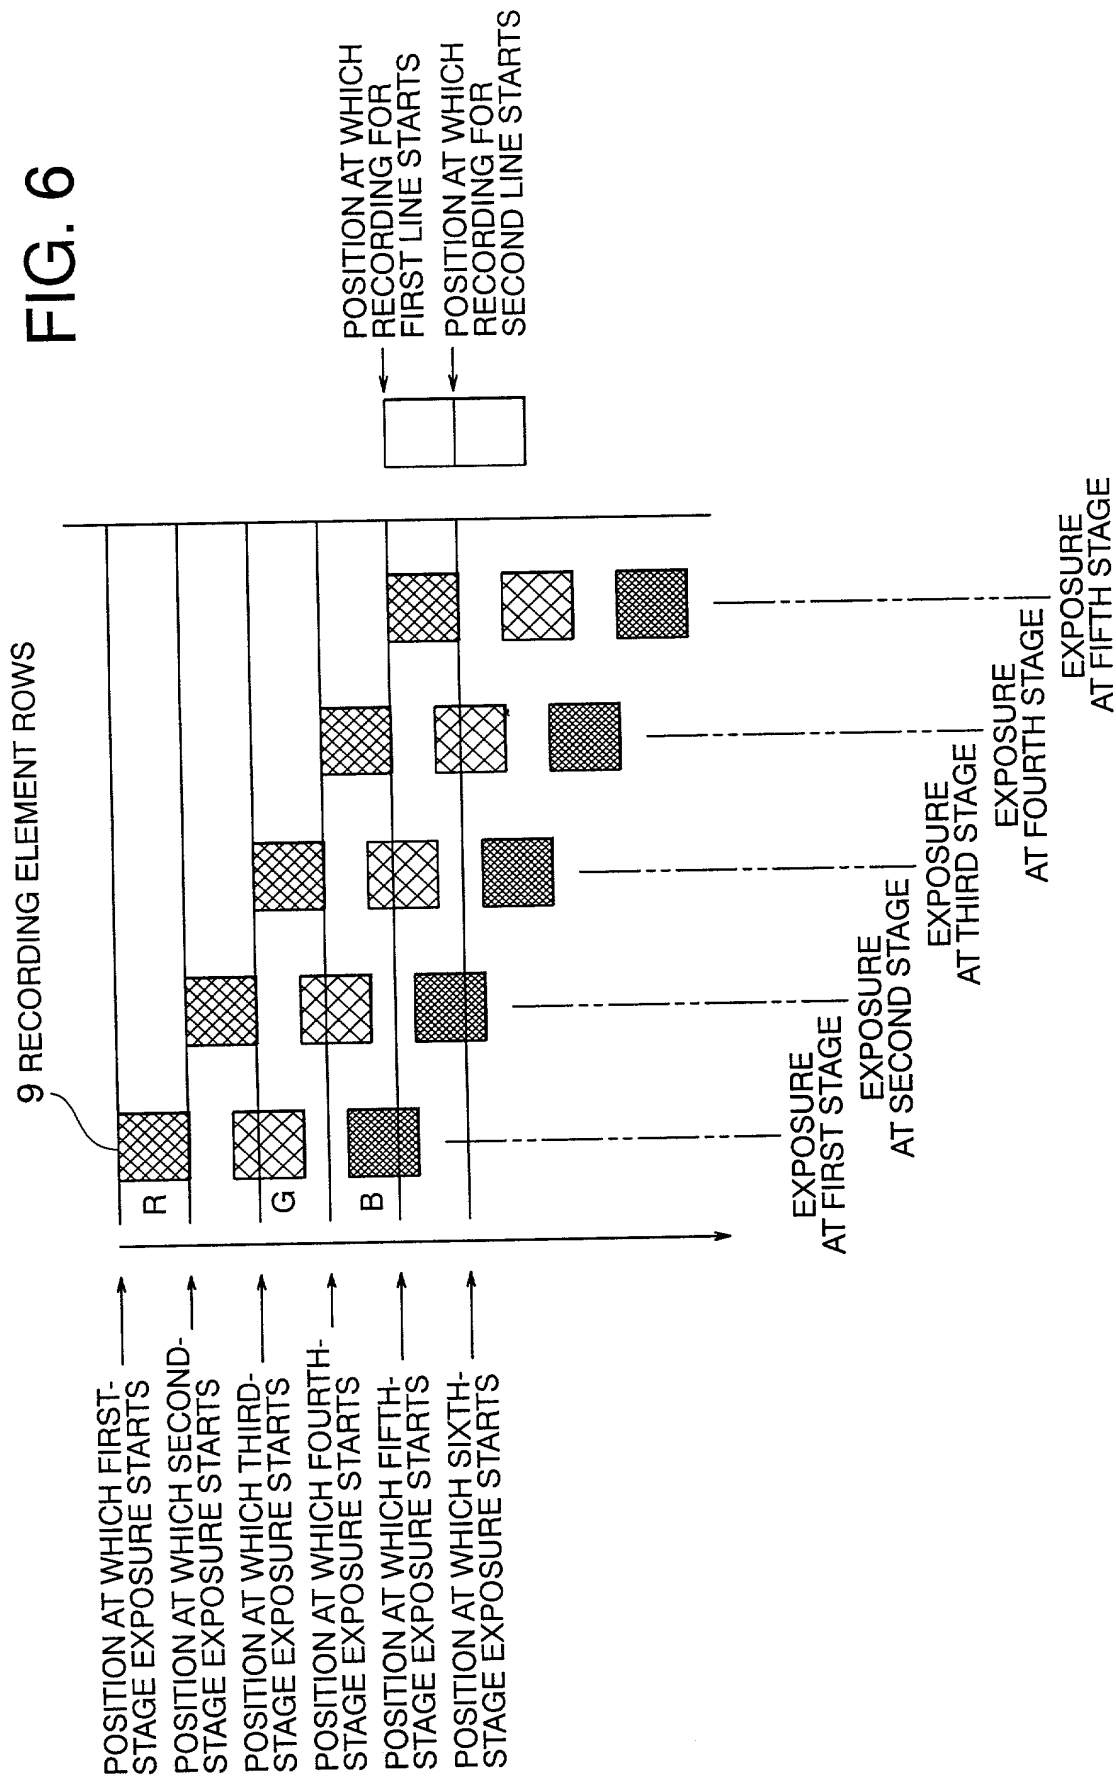 FIG. 6
9 RECORDING ELEMENT ROWS
POSITION AT WHICH FIRST-
STAGE EXPOSURE STARTS
POSITION AT WHICH SECOND-
STAGE EXPOSURE STARTS
POSITION AT WHICH THIRD-
STAGE EXPOSURE STARTS
POSITION AT WHICH FOURTH-
STAGE EXPOSURE STARTS
POSITION AT WHICH FIFTH-
STAGE EXPOSURE STARTS
POSITION AT WHICH SIXTH-
STAGE EXPOSURE STARTS
R
G
B
POSITION AT WHICH
RECORDING FOR
FIRST LINE STARTS
POSITION AT WHICH
RECORDING FOR
SECOND LINE STARTS
EXPOSURE
AT FIRST STAGE
EXPOSURE
AT SECOND STAGE
EXPOSURE
AT THIRD STAGE
EXPOSURE
AT FOURTH STAGE
EXPOSURE
AT FIFTH STAGE